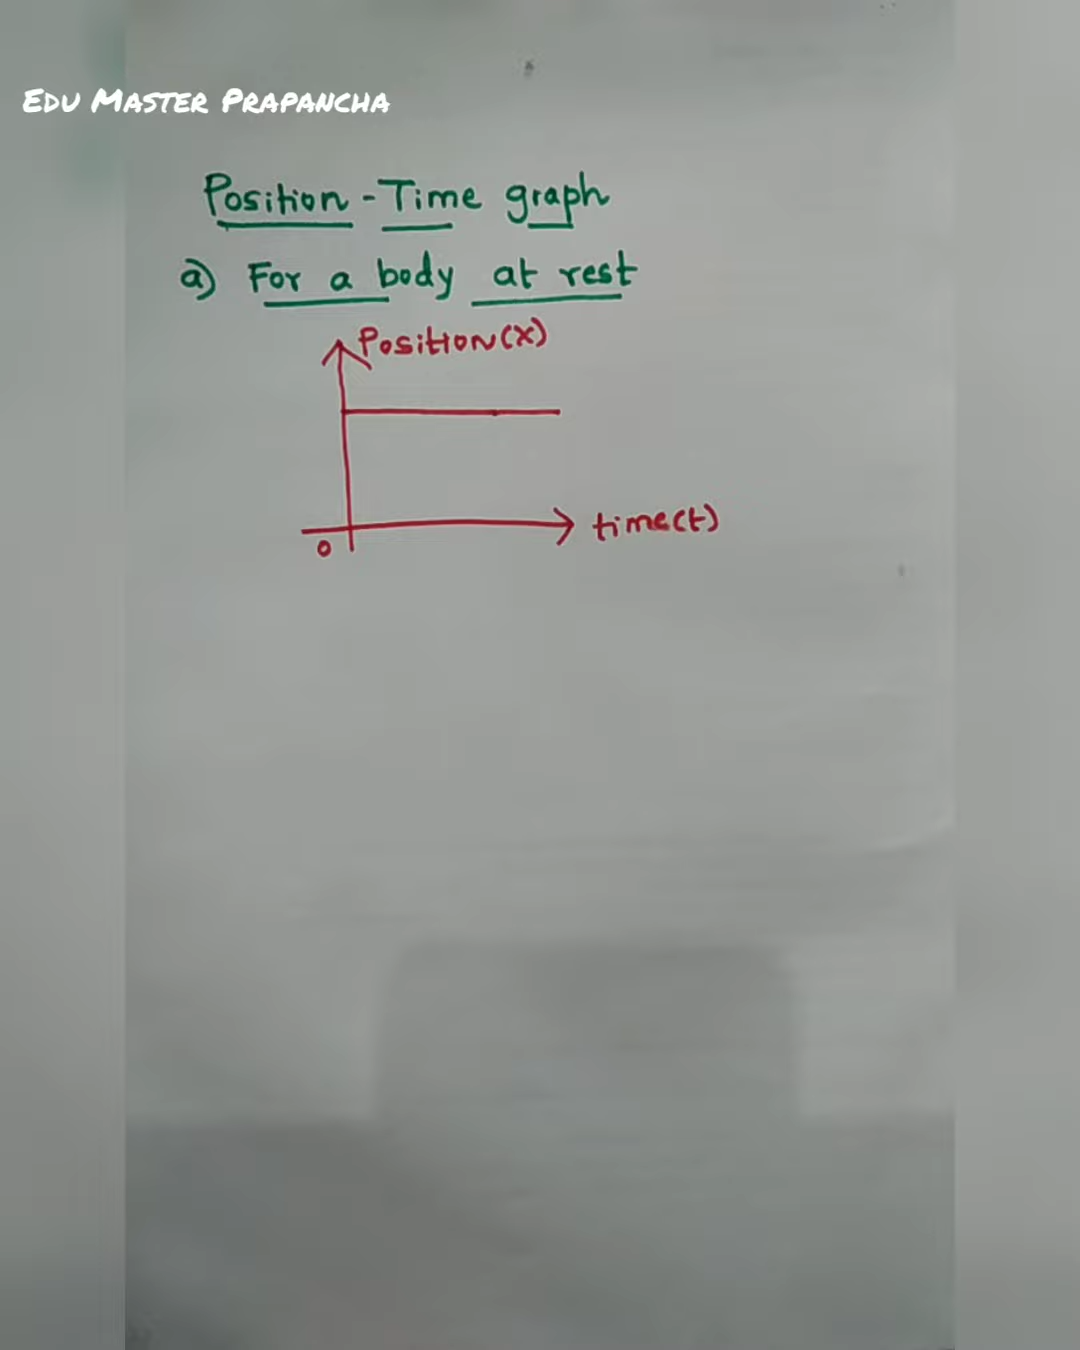 EDU MASTER PRAPANCHA
Position - Time graph
a) For a body at rest
Position(x)
time(t)
0